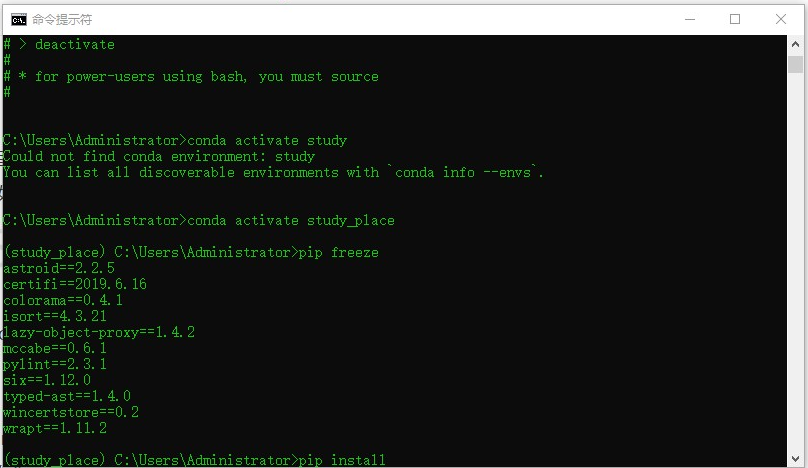 命令提示符
# > deactivate
#
# * for power-users using bash, you must source
#
C:\Users\Administrator>conda activate study
Could not find conda environment: study
You can list all discoverable environments with `conda info --envs`.
C:\Users\Administrator>conda activate study_place
(study_place) C:\Users\Administrator>pip freeze
astroid==2.2.5
certifi==2019.6.16
colorama==0.4.1
isort==4.3.21
lazy-object-proxy==1.4.2
mccabe==0.6.1
pylint==2.3.1
six==1.12.0
typed-ast==1.4.0
wincertstore==0.2
wrapt==1.11.2
(study_place) C:\Users\Administrator>pip install